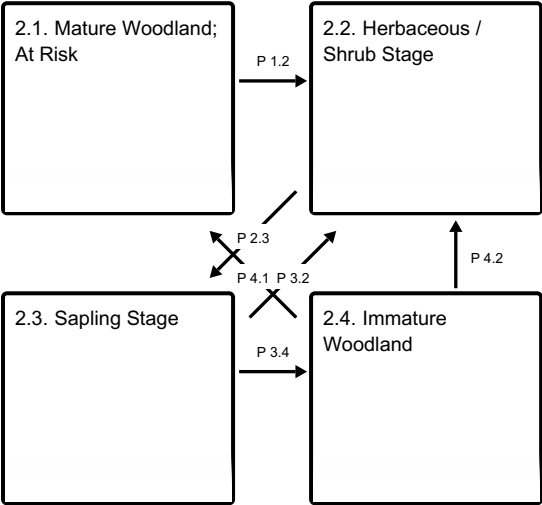 2.1. Mature Woodland;
At Risk
P 1.2
2.2. Herbaceous /
Shrub Stage
P 2.3
P 4.1 P 3.2
P 4.2
2.3. Sapling Stage
P 3.4
2.4. Immature
Woodland